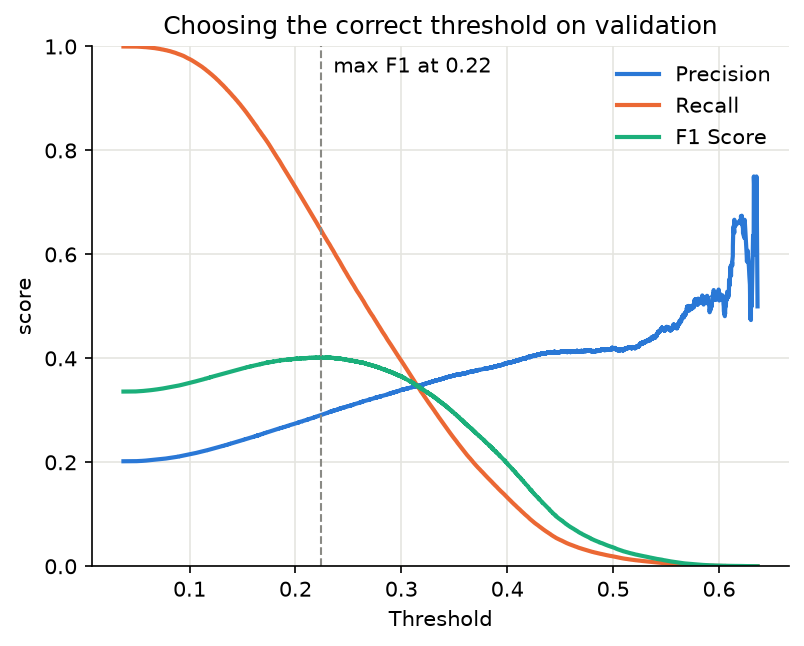 Choosing the correct threshold on validation
1.0
0.8
0.6
0.4
0.2
0.0
score
max F1 at 0.22
Precision
Recall
F1 Score
0.1
0.2
0.3
0.4
0.5
0.6
Threshold